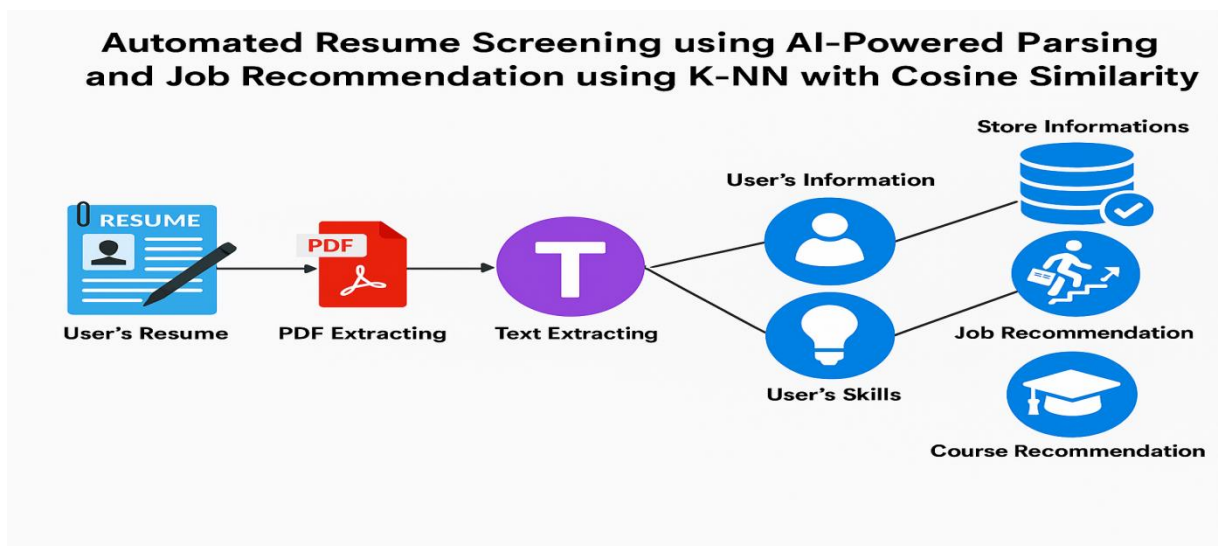 Automated Resume Screening using AI-Powered Parsing
and Job Recommendation using K-NN with Cosine Similarity
Store Informations
User's Information
RESUME
PDF
T
User's Resume
PDF Extracting
Text Extracting
Job Recommendation
User's Skills
Course Recommendation